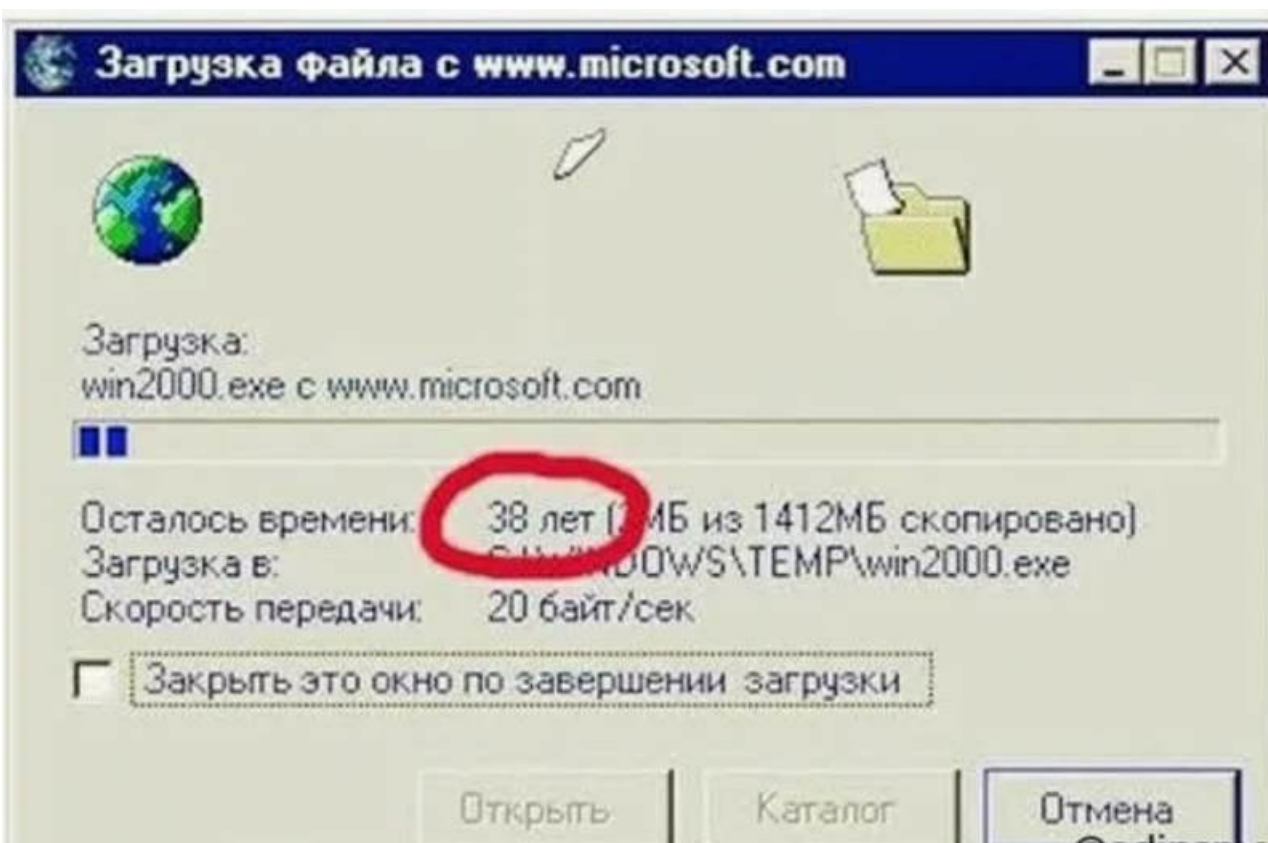 Загрузка файла с www.microsoft.com
Загрузка:
win2000.exe с www.microsoft.com
Осталось времени: 38 лет ( МБ из 1412МБ скопировано)
Загрузка в: \WINDOWS\TEMP\win2000.exe
Скорость передачи: 20 байт/сек
Закрыть это окно по завершении загрузки
Открыть Каталог Отмена